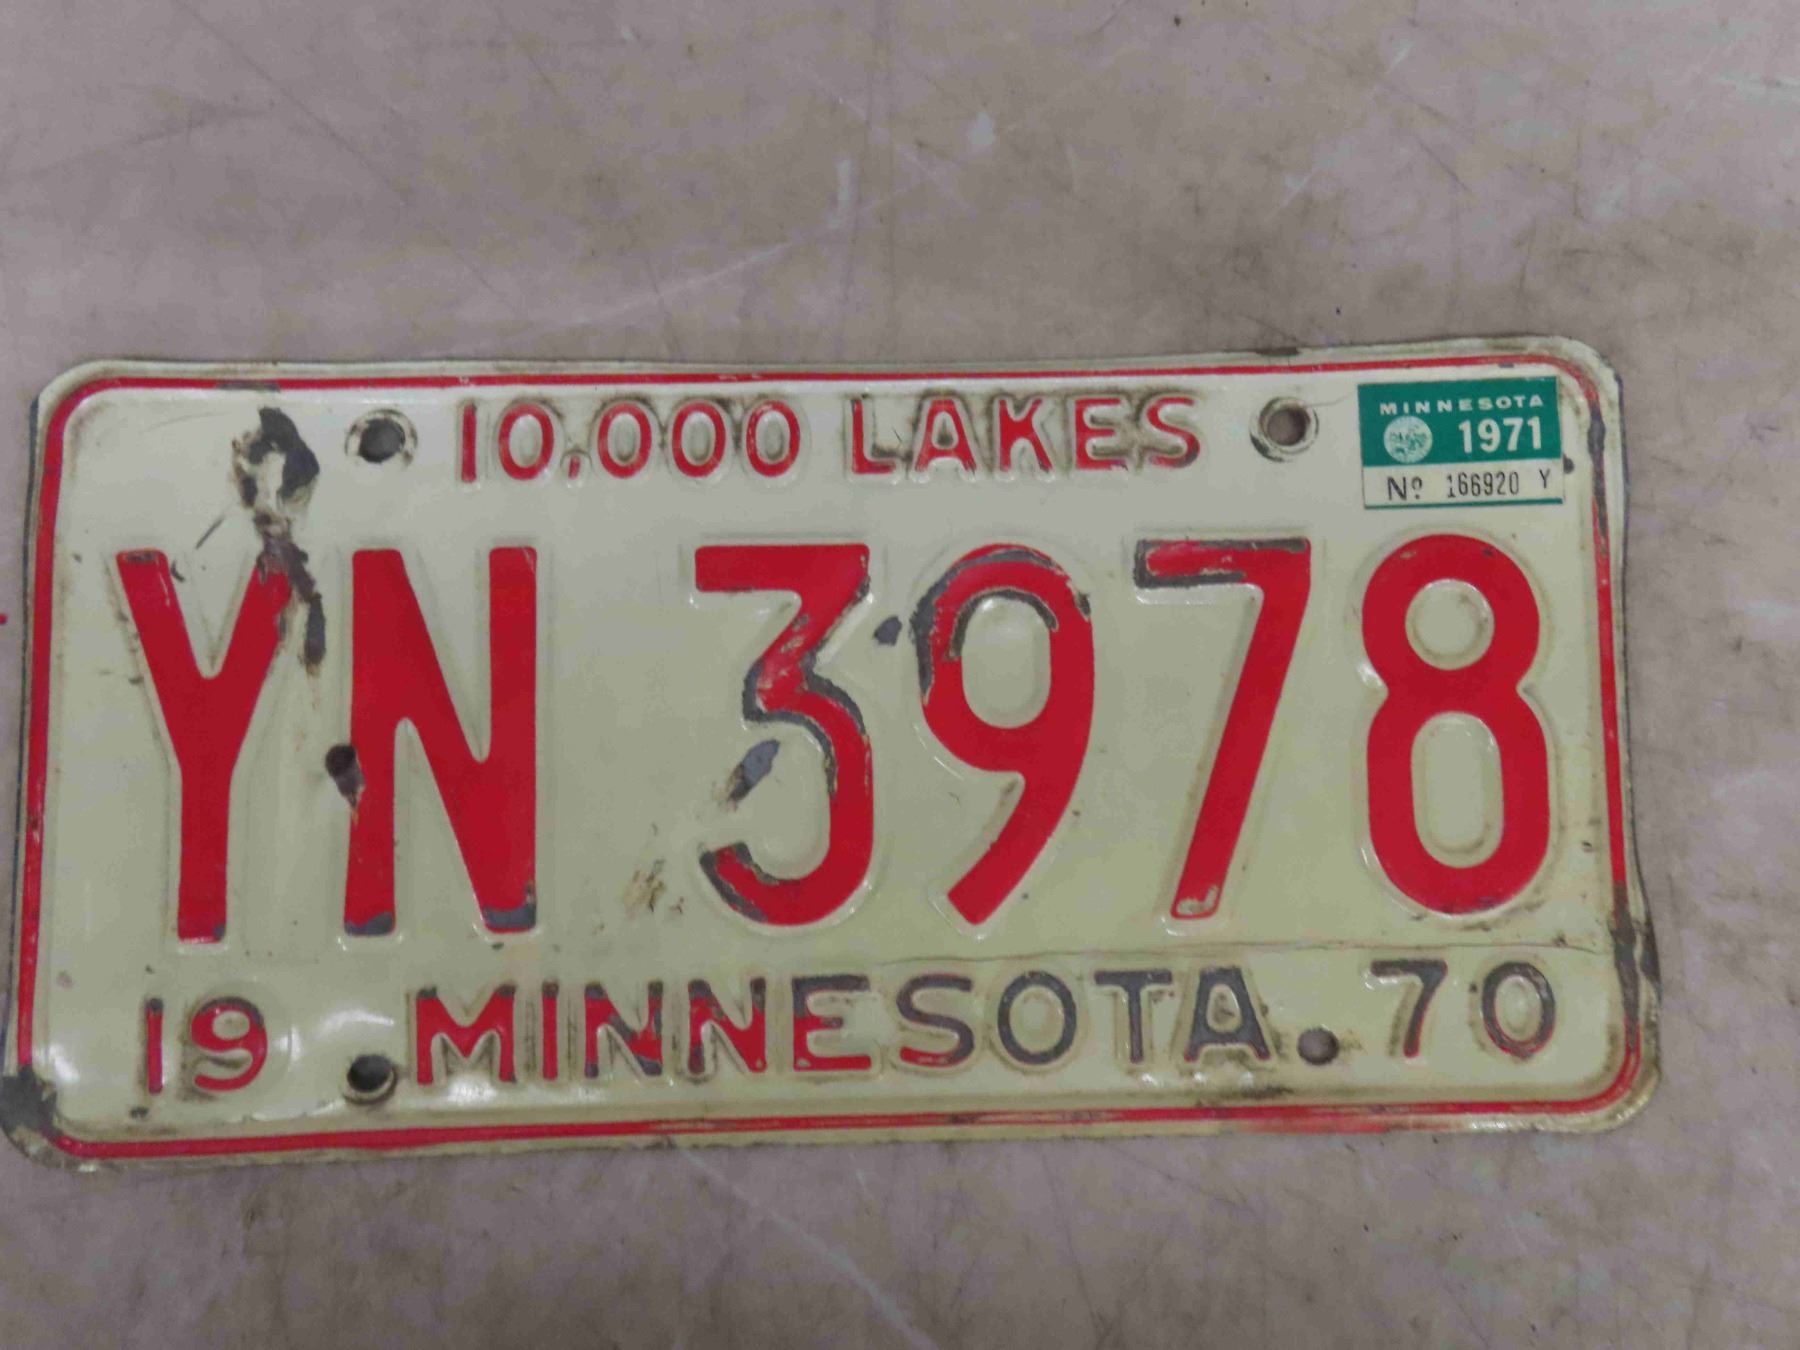 10,000 LAKES
MINNESOTA
1971
Nº 166920 Y
YN 3978
19 MINNESOTA. 70